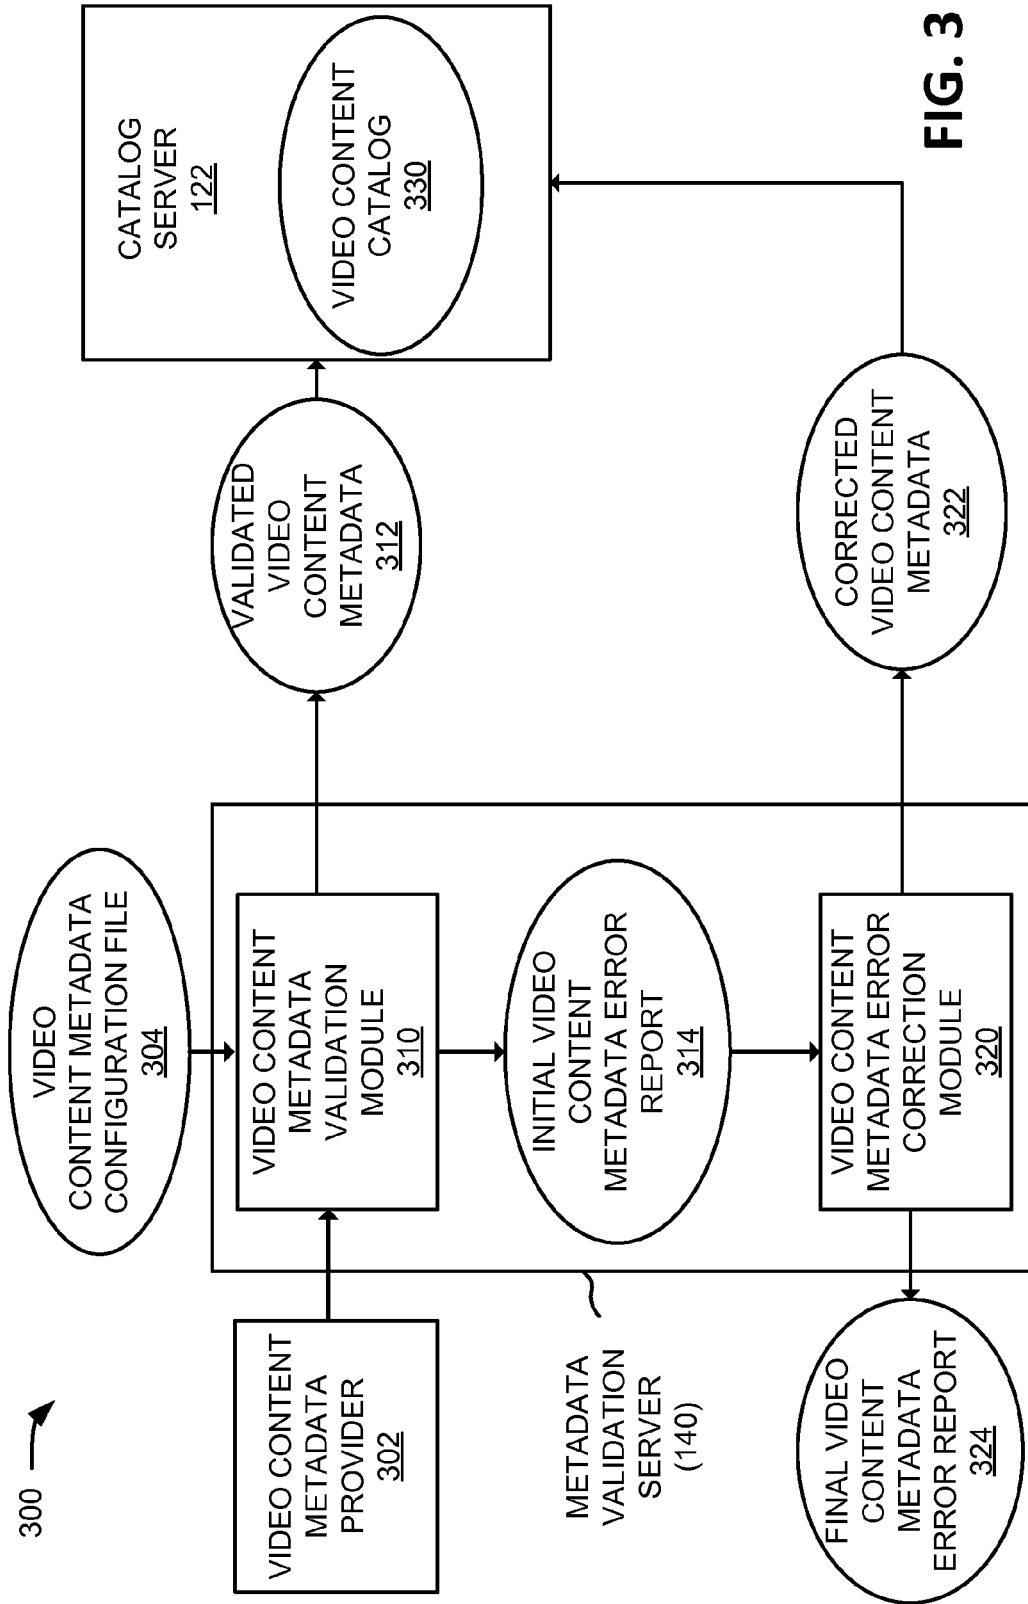 300
VIDEO
CONTENT METADATA
CONFIGURATION FILE
304
VIDEO CONTENT
METADATA
PROVIDER
302
VIDEO CONTENT
METADATA
VALIDATION
MODULE
310
VALIDATED
VIDEO
CONTENT
METADATA
312
CATALOG
SERVER
122
VIDEO CONTENT
CATALOG
330
METADATA
VALIDATION
SERVER
(140)
INITIAL VIDEO
CONTENT
METADATA ERROR
REPORT
314
FINAL VIDEO
CONTENT
METADATA
ERROR REPORT
324
VIDEO CONTENT
METADATA ERROR
CORRECTION
MODULE
320
CORRECTED
VIDEO CONTENT
METADATA
322
FIG. 3